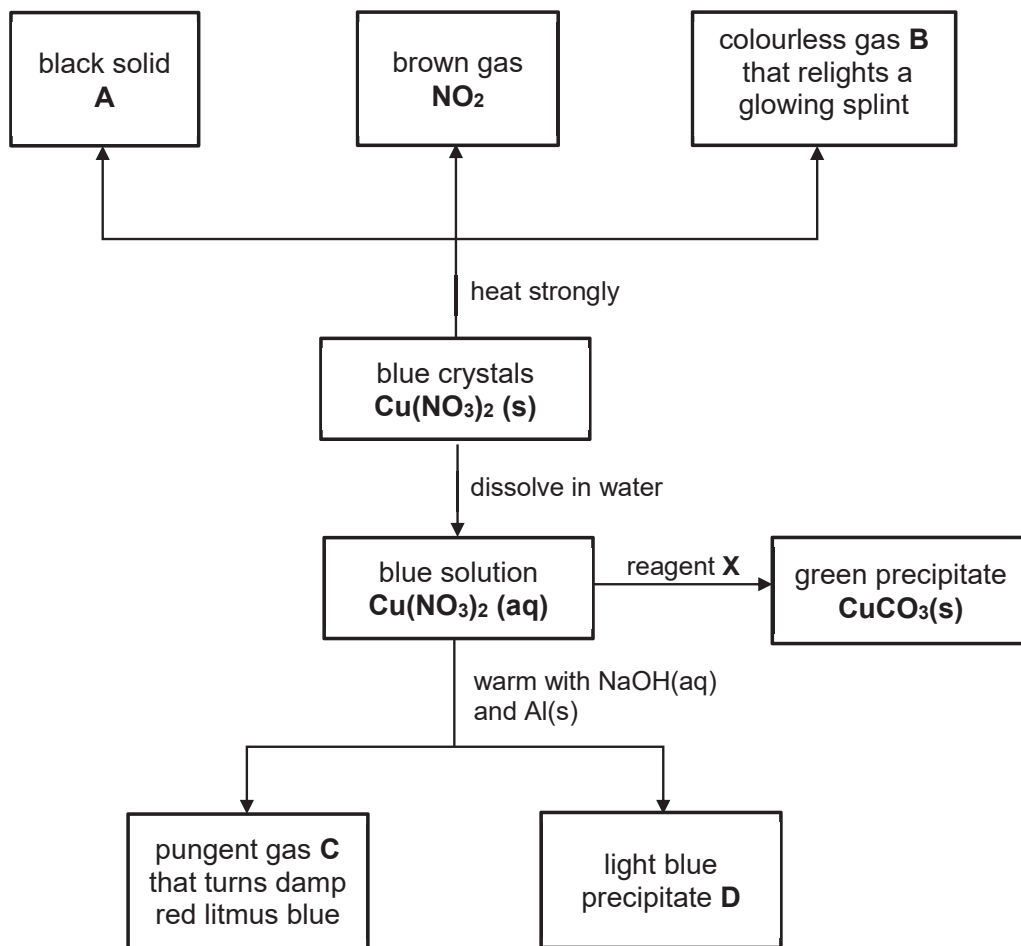 black solid
A
brown gas
NO₂
colourless gas B
that relights a
glowing splint
heat strongly
blue crystals
Cu(NO₃)₂ (s)
dissolve in water
blue solution
Cu(NO₃)₂ (aq)
reagent X
green precipitate
CuCO₃(s)
warm with NaOH(aq)
and Al(s)
pungent gas C
that turns damp
red litmus blue
light blue
precipitate D